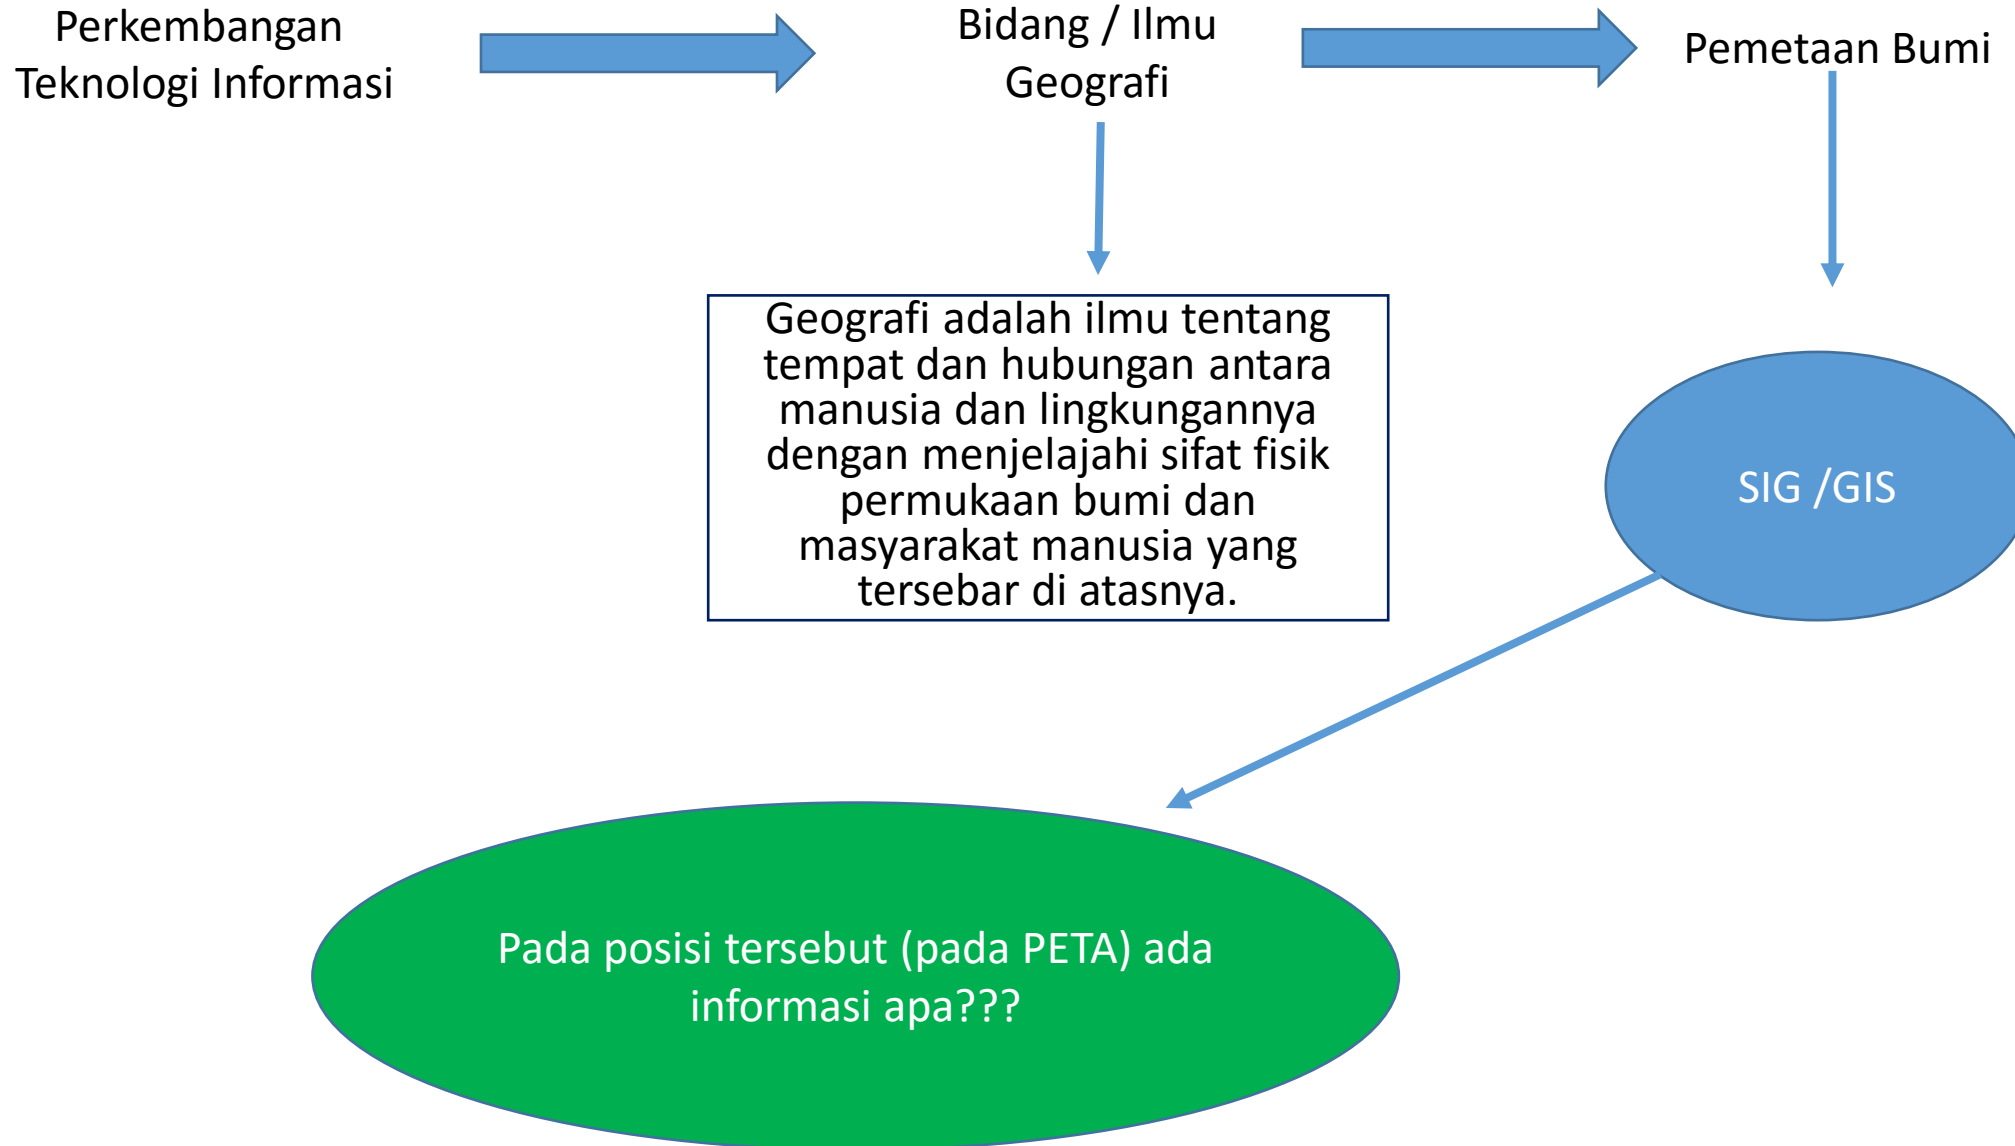 Perkembangan
Teknologi Informasi
Bidang / Ilmu
Geografi
Pemetaan Bumi
Geografi adalah ilmu tentang
tempat dan hubungan antara
manusia dan lingkungannya
dengan menjelajahi sifat fisik
permukaan bumi dan
masyarakat manusia yang
tersebar di atasnya.
SIG /GIS
Pada posisi tersebut (pada PETA) ada
informasi apa???